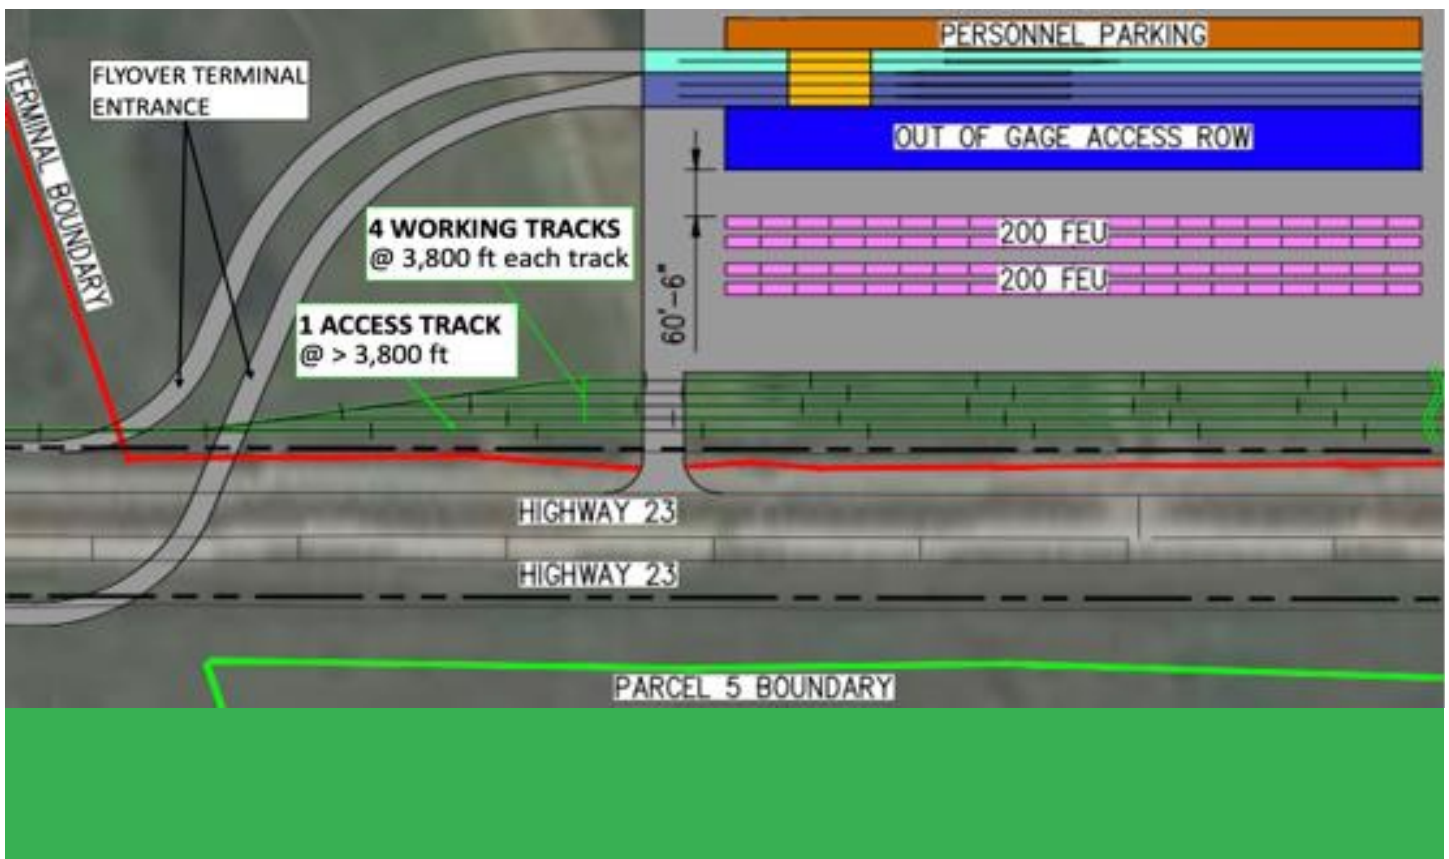 PERSONNEL PARKING
TERMINAL BOUNDARY
FLYOVER TERMINAL
ENTRANCE
OUT OF GAGE ACCESS ROW
4 WORKING TRACKS
@ 3,800 ft each track
200 FEU
200 FEU
60'-6"
1 ACCESS TRACK
@ > 3,800 ft
HIGHWAY 23
HIGHWAY 23
PARCEL 5 BOUNDARY